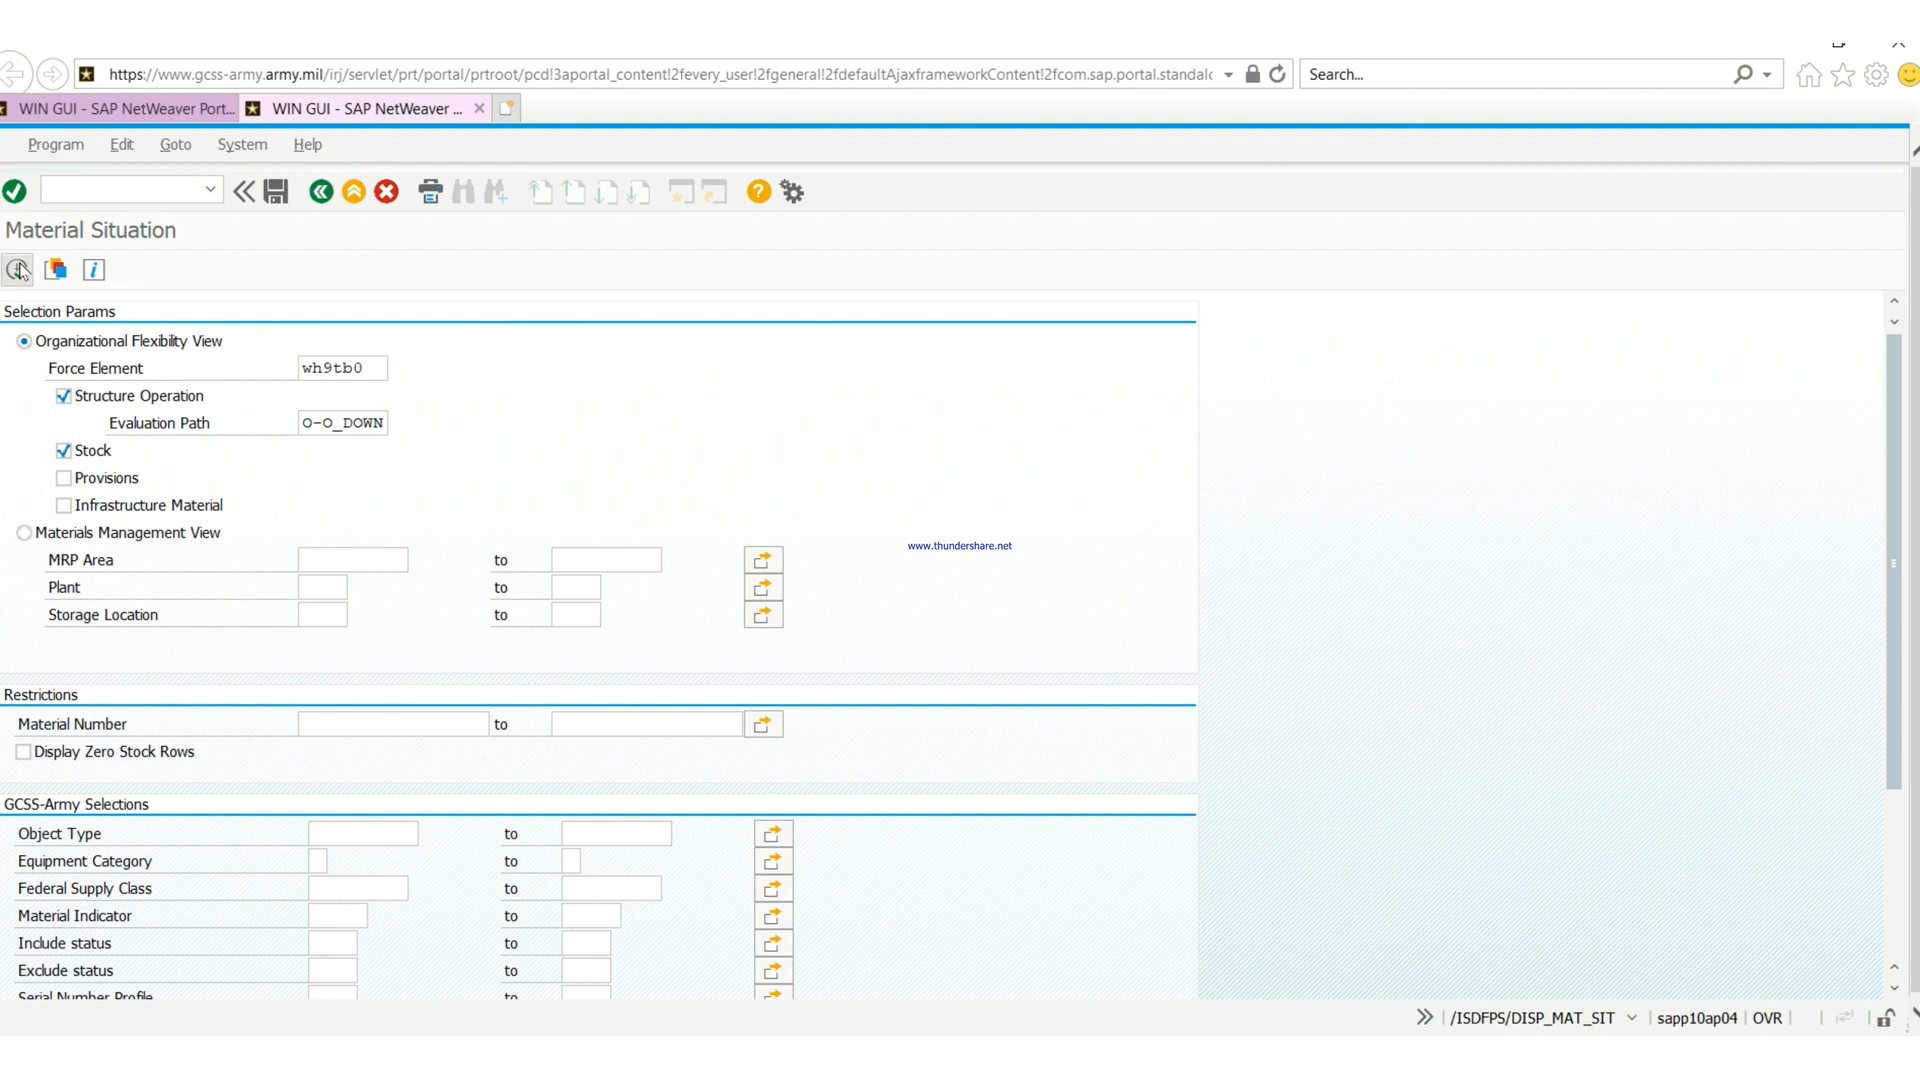 https://www.gcss-army.army.mil/irj/servlet/prt/portal/prtroot/pcd!3aportal_content!2fevery_user!2fgeneral!2fdefaultAjaxframeworkContent!2fcom.sap.portal.standalc
Search...
WIN GUI - SAP NetWeaver Port...
WIN GUI - SAP NetWeaver ...
Program Edit Goto System Help
Material Situation
Selection Params
Organizational Flexibility View
Force Element wh9tb0
Structure Operation
Evaluation Path O-O_DOWN
Stock
Provisions
Infrastructure Material
Materials Management View
www.thundershare.net
MRP Area to
Plant to
Storage Location to
Restrictions
Material Number to
Display Zero Stock Rows
GCSS-Army Selections
Object Type to
Equipment Category to
Federal Supply Class to
Material Indicator to
Include status to
Exclude status to
Serial Number Profile to
/ISDFPS/DISP_MAT_SIT sapp10ap04 OVR